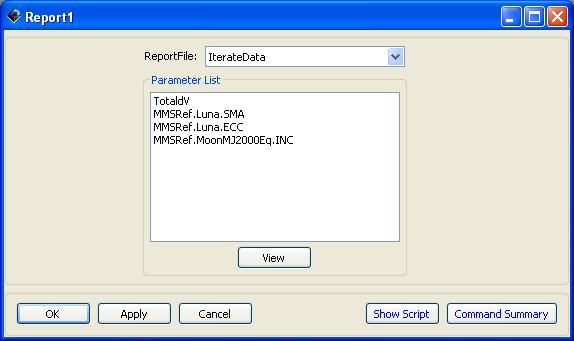 Report1
ReportFile: IterateData
Parameter List
TotaldV
MMSRef.Luna.SMA
MMSRef.Luna.ECC
MMSRef.MoonMJ2000Eq.INC
View
OK Apply Cancel Show Script Command Summary